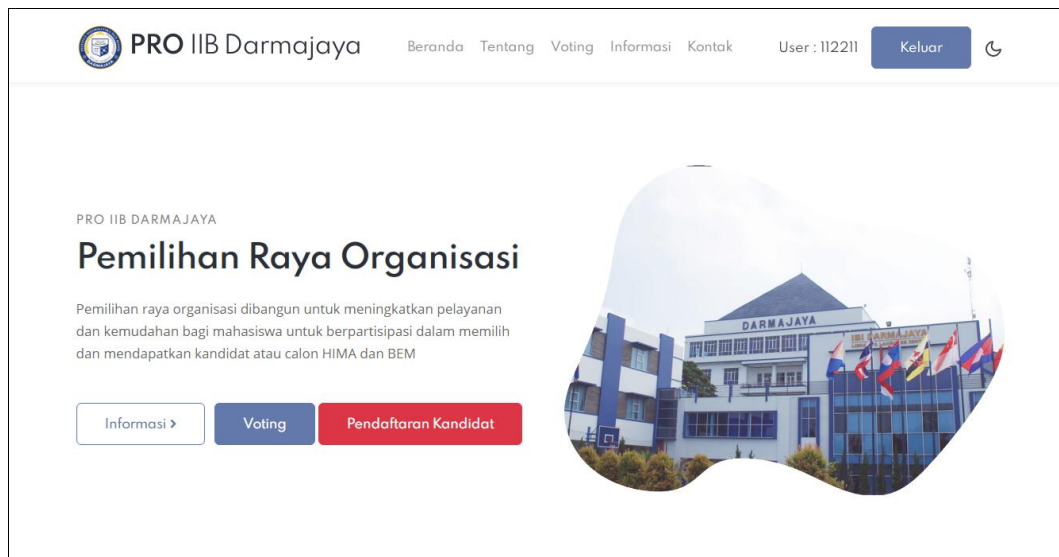 PRO IIB Darmajaya
Beranda Tentang Voting Informasi Kontak
User : 112211
Keluar
PRO IIB DARMAJAYA
Pemilihan Raya Organisasi
Pemilihan raya organisasi dibangun untuk meningkatkan pelayanan
dan kemudahan bagi mahasiswa untuk berpartisipasi dalam memilih
dan mendapatkan kandidat atau calon HIMA dan BEM
Informasi >
Voting
Pendaftaran Kandidat
DARMAJAYA
IBI DARMAJAYA